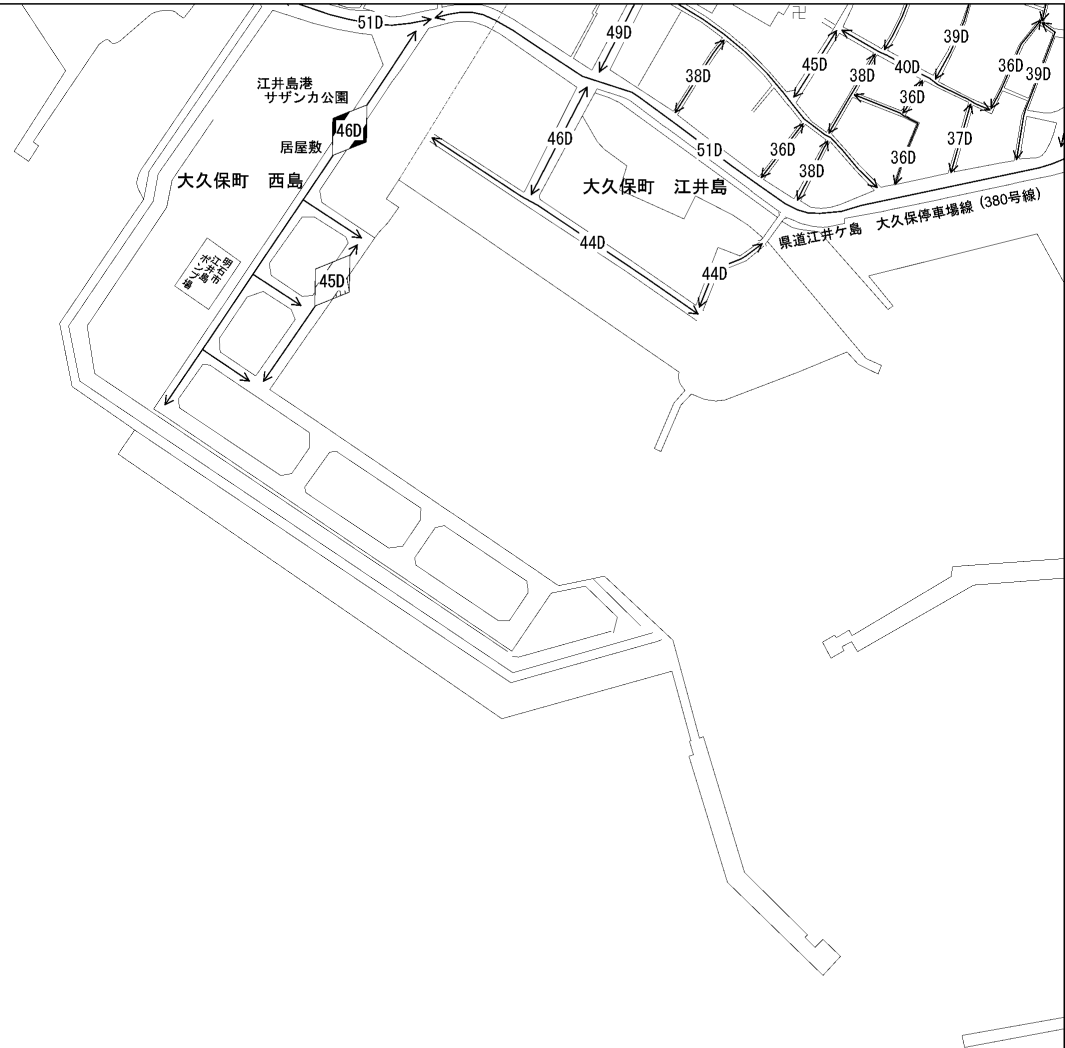 51D
49D
39D
45D
40D
36D
39D
38D
38D
36D
江井島港
サザンカ公園
46D
居屋敷
46D
51D
36D
38D
36D
37D
大久保町 西島
大久保町 江井島
県道江井ケ島 大久保停車場線 (380号線)
44D
44D
明石市
江井島
ポンプ場
45D